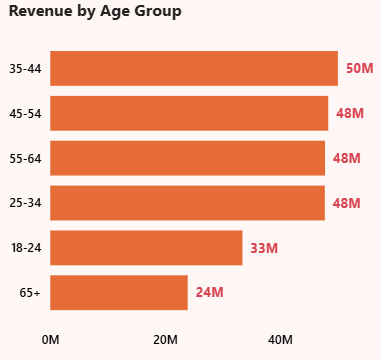 Revenue by Age Group
35-44 50M
45-54 48M
55-64 48M
25-34 48M
18-24 33M
65+ 24M
0M 20M 40M